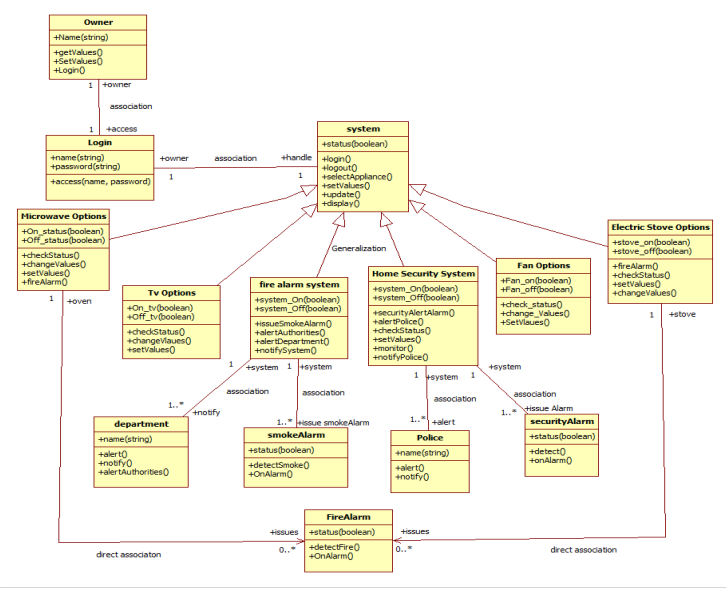 Owner
+Name(string)
+getValues()
+SetValues()
+Login()
1 +owner
association
1 +access
Login
+name(string)
+password(string)
+access(name, password)
+owner association +handle
1 1
system
+status(boolean)
+login()
+logout()
+selectAppliance()
+setValues()
+update()
+display()
Generalization
Microwave Options
+On_status(boolean)
+Off_status(boolean)
+checkStatus()
+changeValues()
+setValues()
+fireAlarm()
1 +oven
Tv Options
+On_tv(boolean)
+Off_tv(boolean)
+checkStatus()
+changeVlaues()
+setValues()
fire alarm system
+system_On(boolean)
+system_Off(boolean)
+issueSmokeAlarm()
+alertAuthorities()
+alertDepartment()
+notifySystem()
Home Security System
+system_On(boolean)
+system_Off(boolean)
+securityAlertAlarm()
+alertPolice()
+checkStatus()
+setValues()
+monitor()
+notifyPolice()
Fan Options
+Fan_on(boolean)
+Fan_off(boolean)
+check_status()
+change_Values()
+SetVlaues()
Electric Stove Options
+stove_on(boolean)
+stove_off(boolean)
+fireAlarm()
+checkStatus()
+setValues()
+changeValues()
1 +stove
1 +system
association
1..* +notify
1 +system
association
1..* +issue smokeAlarm
1 +system
association
1..* +alert
1 +system
association
1..* +issue Alarm
department
+name(string)
+alert()
+notify()
+alertAuthorities()
smokeAlarm
+status(boolean)
+detectSmoke()
+OnAlarm()
Police
+name(string)
+alert()
+notify()
securityAlarm
+status(boolean)
+detect()
+onAlarm()
FireAlarm
+status(boolean)
+detectFire()
+OnAlarm()
+issues
0..*
direct associaton
+issues
0..*
direct association